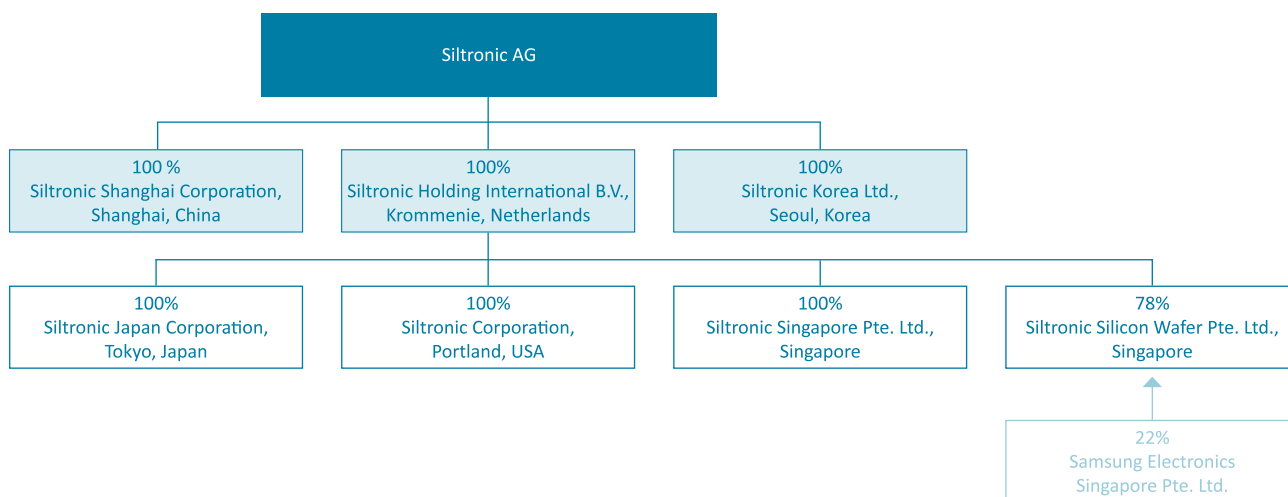 Siltronic AG
100 %
Siltronic Shanghai Corporation,
Shanghai, China
100%
Siltronic Holding International B.V.,
Krommenie, Netherlands
100%
Siltronic Korea Ltd.,
Seoul, Korea
100%
Siltronic Japan Corporation,
Tokyo, Japan
100%
Siltronic Corporation,
Portland, USA
100%
Siltronic Singapore Pte. Ltd.,
Singapore
78%
Siltronic Silicon Wafer Pte. Ltd.,
Singapore
22%
Samsung Electronics
Singapore Pte. Ltd.